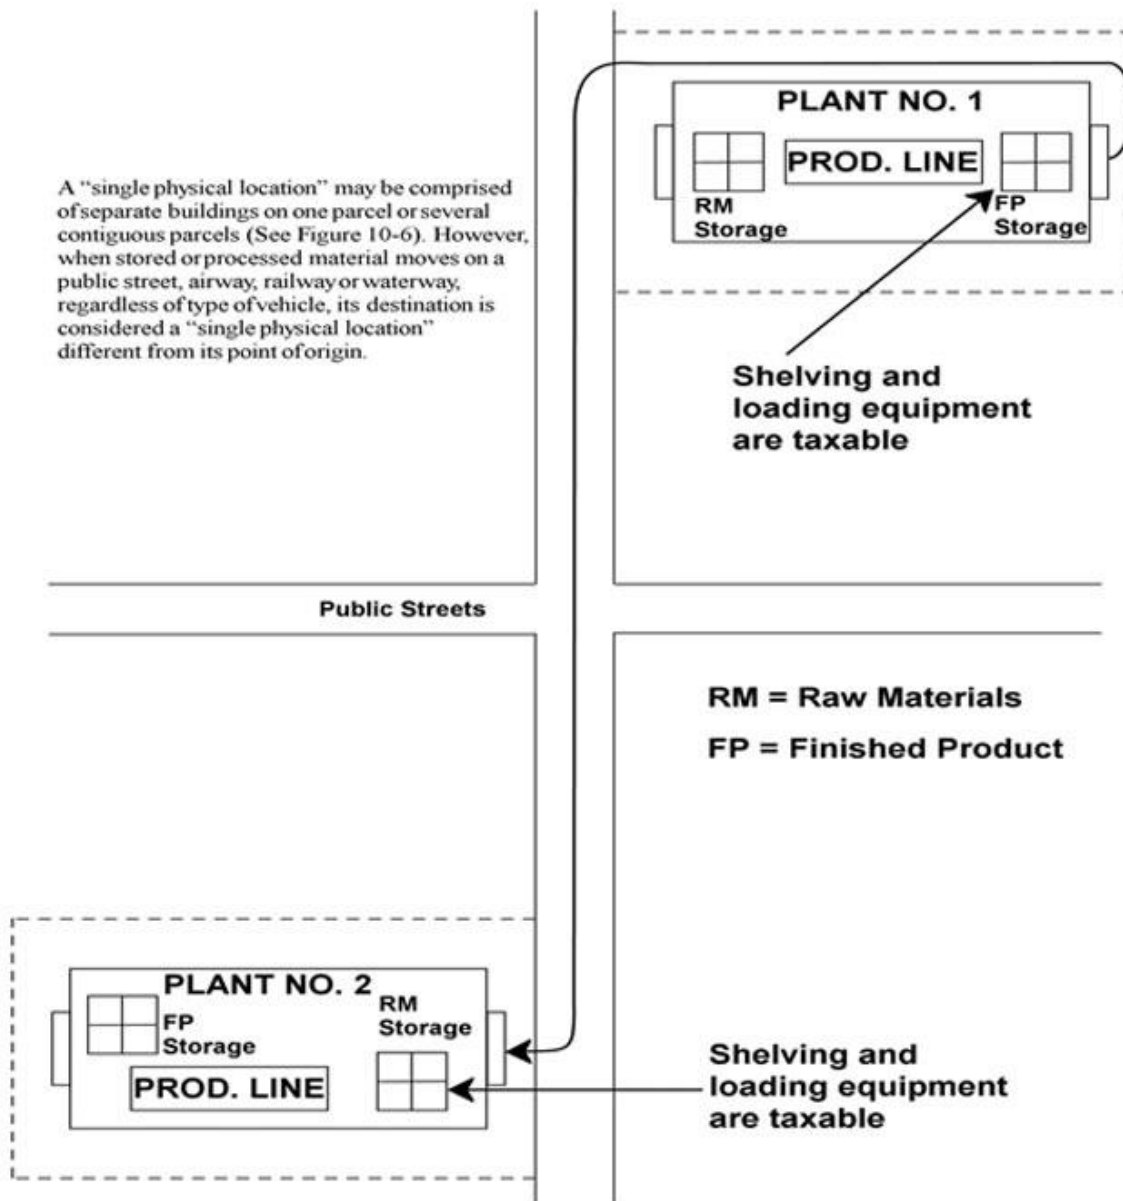 PLANT NO. 1
PROD. LINE
RM
Storage
FP
Storage
A “single physical location” may be comprised
of separate buildings on one parcel or several
contiguous parcels (See Figure 10-6). However,
when stored or processed material moves on a
public street, airway, railway or waterway,
regardless of type of vehicle, its destination is
considered a “single physical location”
different from its point of origin.
Shelving and
loading equipment
are taxable
Public Streets
RM = Raw Materials
FP = Finished Product
PLANT NO. 2
FP
Storage
RM
Storage
PROD. LINE
Shelving and
loading equipment
are taxable